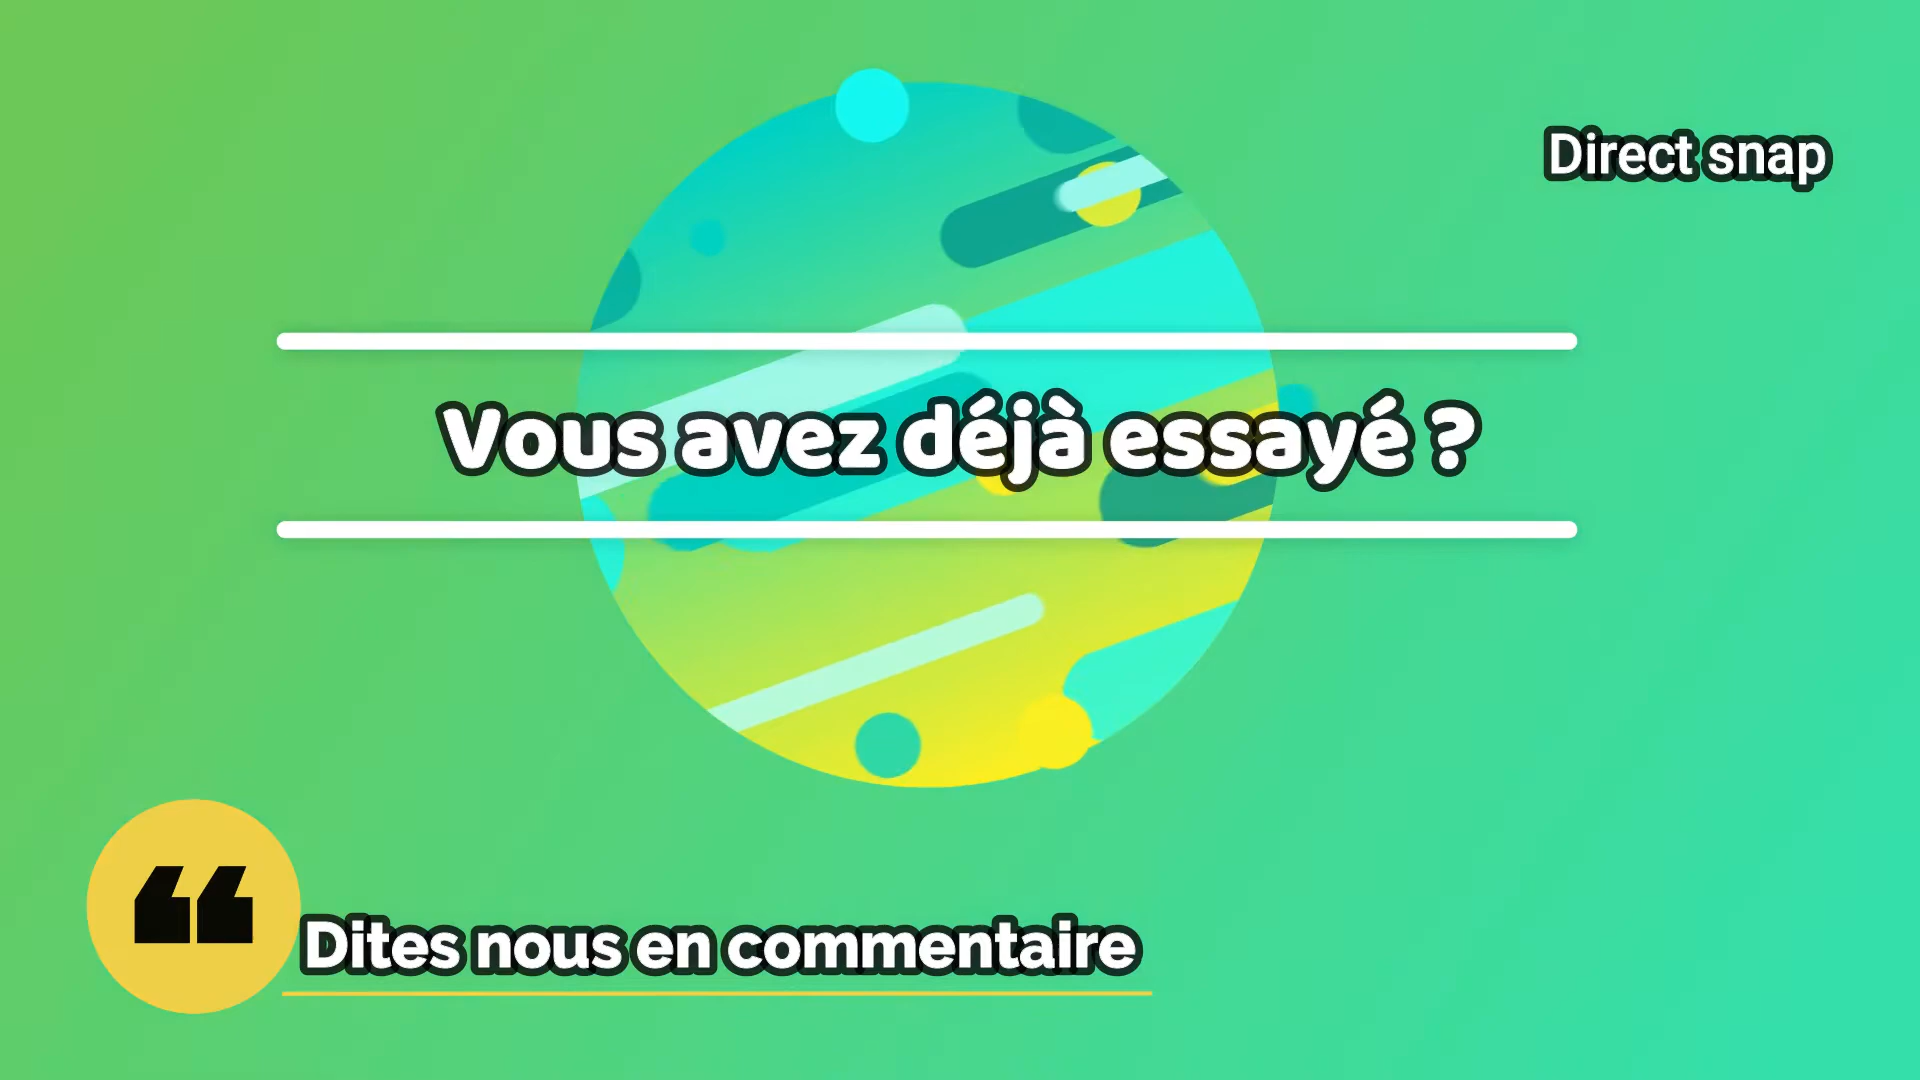 Direct snap
Vous avez déjà essayé ?
❝
Dites nous en commentaire